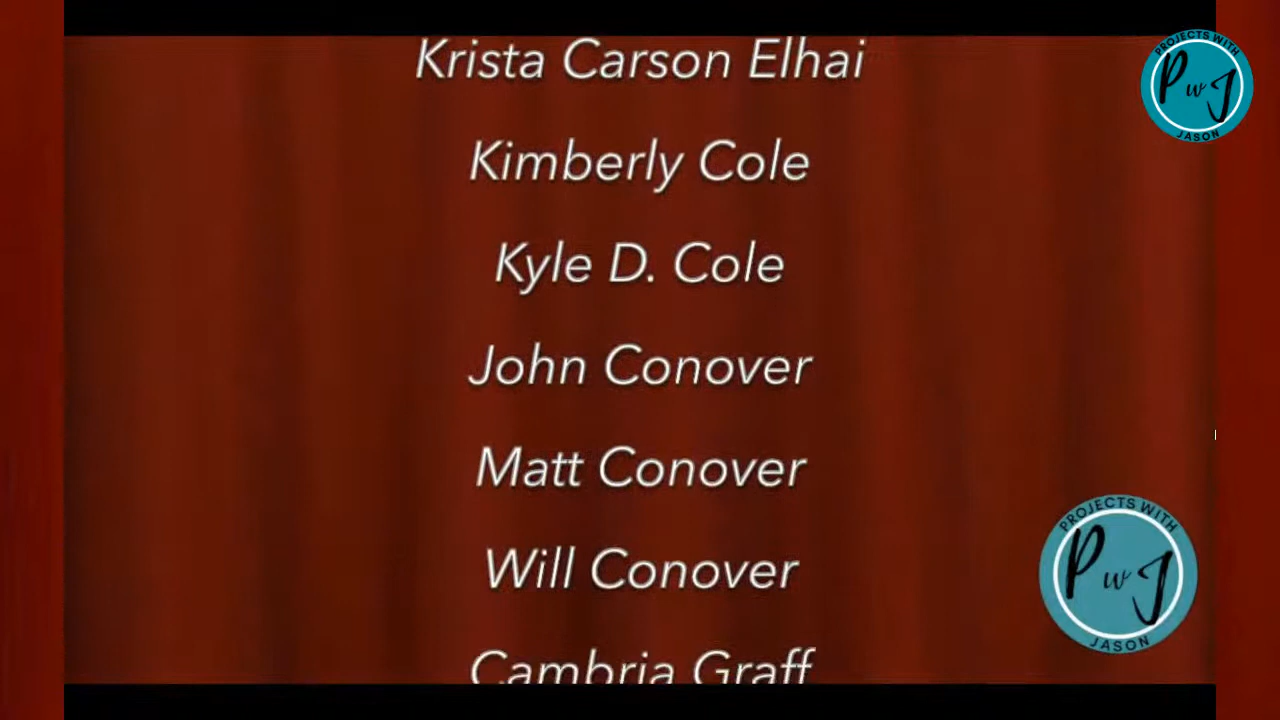 Krista Carson Elhai
Kimberly Cole
Kyle D. Cole
John Conover
Matt Conover
Will Conover
Cambria Graff
PROJECTS WITH
PwJ
JASON
PROJECTS WITH
PwJ
JASON